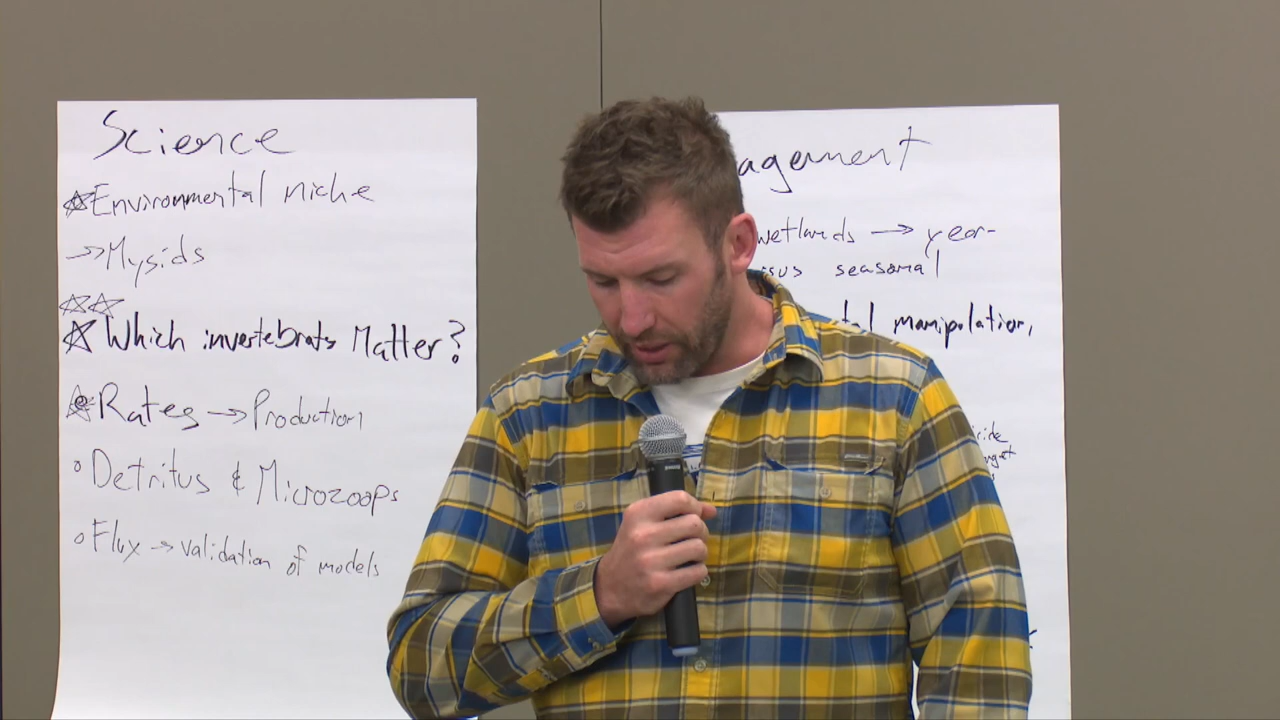 Science
Environmental niche
→ Mysids
Which invertebrats Matter?
Rates → Production
Detritus & Microzoops
Flux → validation of models
agement
wetlands → year-
sus seasonal
tal manipulation,